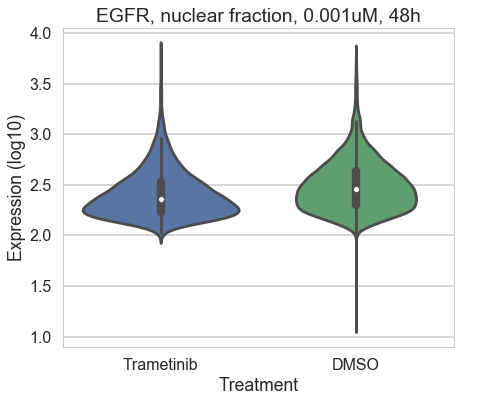 EGFR, nuclear fraction, 0.001uM, 48h
4.0
3.5
3.0
2.5
2.0
1.5
1.0
Expression (log10)
Trametinib DMSO
Treatment